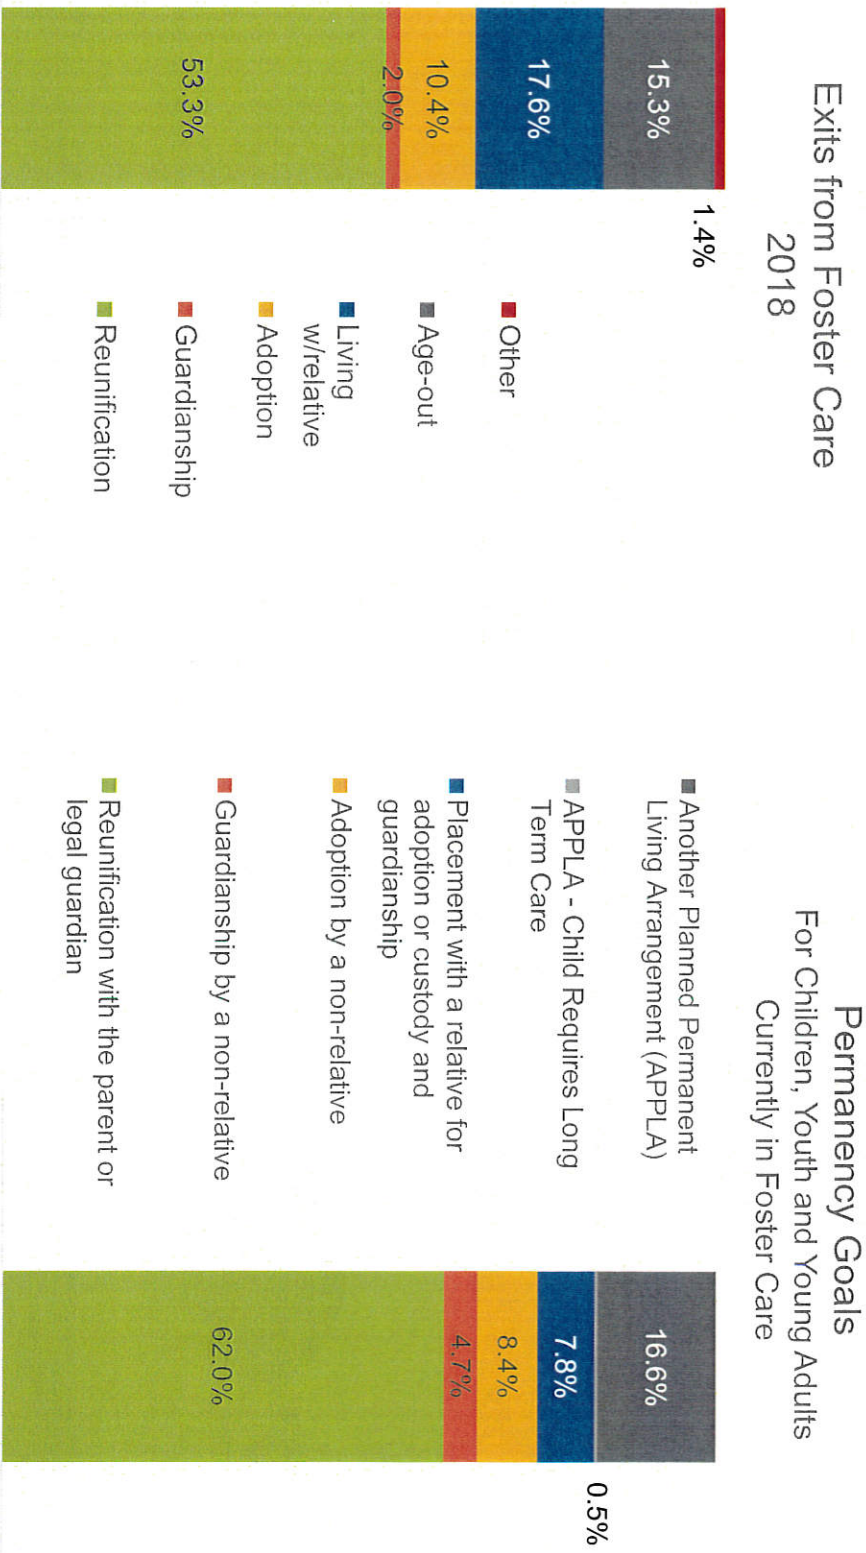 Exits from Foster Care
2018
1.4%
15.3%
17.6%
10.4%
2.0%
53.3%
Other
Age-out
Living
w/relative
Adoption
Guardianship
Reunification
Permanency Goals
For Children, Youth and Young Adults
Currently in Foster Care
Another Planned Permanent
Living Arrangement (APPLA)
APPLA - Child Requires Long
Term Care
Placement with a relative for
adoption or custody and
guardianship
Adoption by a non-relative
Guardianship by a non-relative
Reunification with the parent or
legal guardian
16.6%
0.5%
7.8%
8.4%
4.7%
62.0%